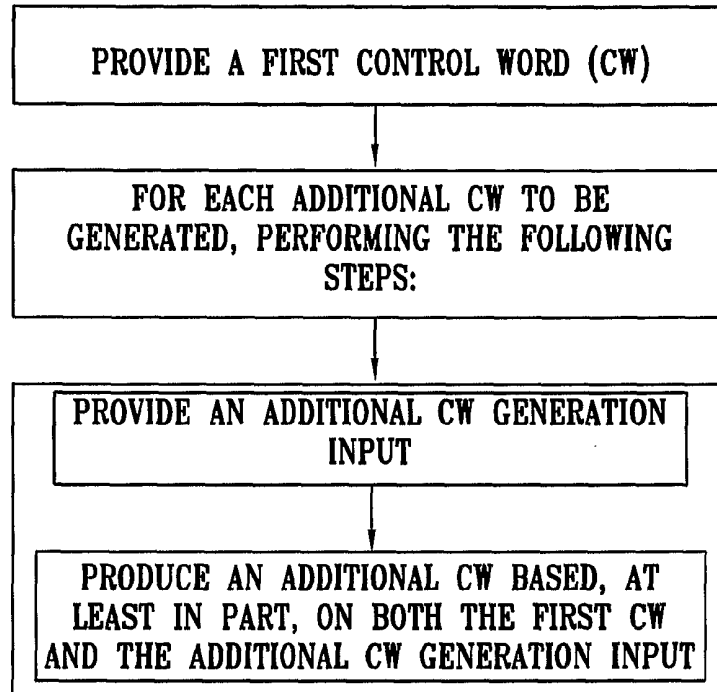 PROVIDE A FIRST CONTROL WORD (CW)
FOR EACH ADDITIONAL CW TO BE
GENERATED, PERFORMING THE FOLLOWING
STEPS:
PROVIDE AN ADDITIONAL CW GENERATION
INPUT
PRODUCE AN ADDITIONAL CW BASED, AT
LEAST IN PART, ON BOTH THE FIRST CW
AND THE ADDITIONAL CW GENERATION INPUT